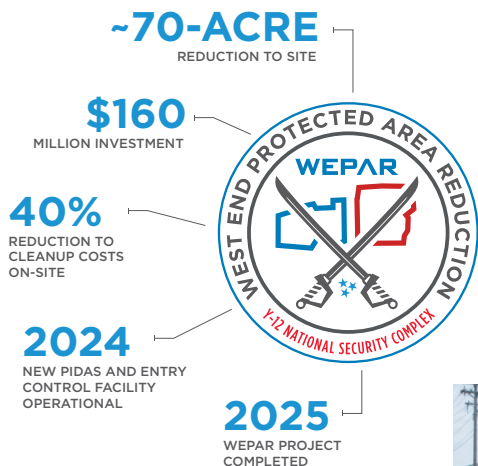 ~70-ACRE
REDUCTION TO SITE
$160
MILLION INVESTMENT
40%
REDUCTION TO
CLEANUP COSTS
ON-SITE
2024
NEW PIDAS AND ENTRY
CONTROL FACILITY
OPERATIONAL
2025
WEPAR PROJECT
COMPLETED
WEST END PROTECTED AREA REDUCTION
WEPAR
Y-12 NATIONAL SECURITY COMPLEX